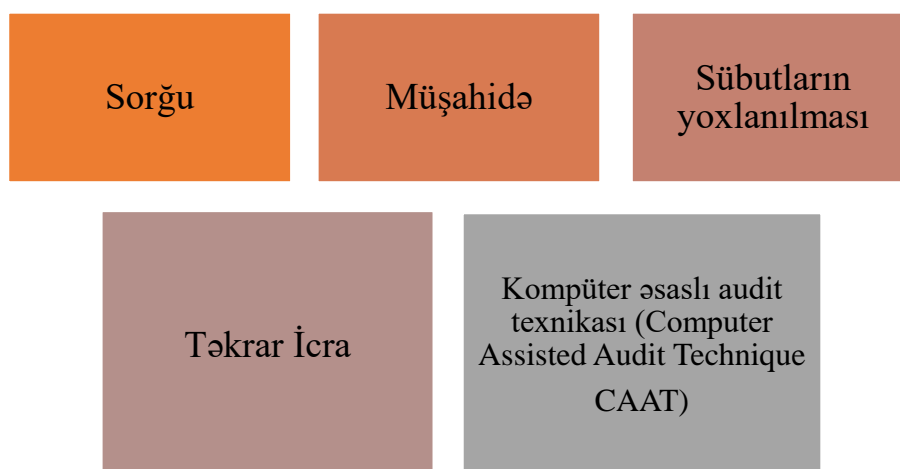 Sorğu
Müşahidə
Sübutların
yoxlanılması
Təkrar İcra
Kompüter əsaslı audit
texnikası (Computer
Assisted Audit Technique
CAAT)